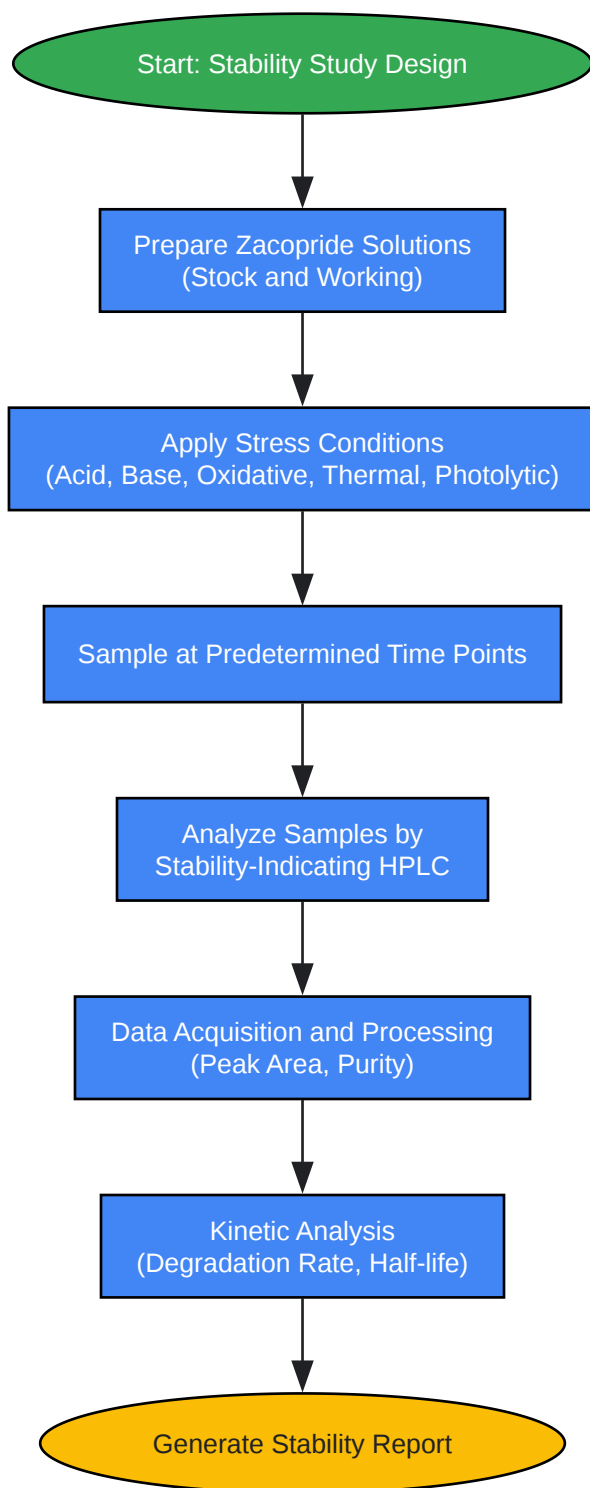 Start: Stability Study Design
Prepare Zacopride Solutions
(Stock and Working)
Apply Stress Conditions
(Acid, Base, Oxidative, Thermal, Photolytic)
Sample at Predetermined Time Points
Analyze Samples by
Stability-Indicating HPLC
Data Acquisition and Processing
(Peak Area, Purity)
Kinetic Analysis
(Degradation Rate, Half-life)
Generate Stability Report